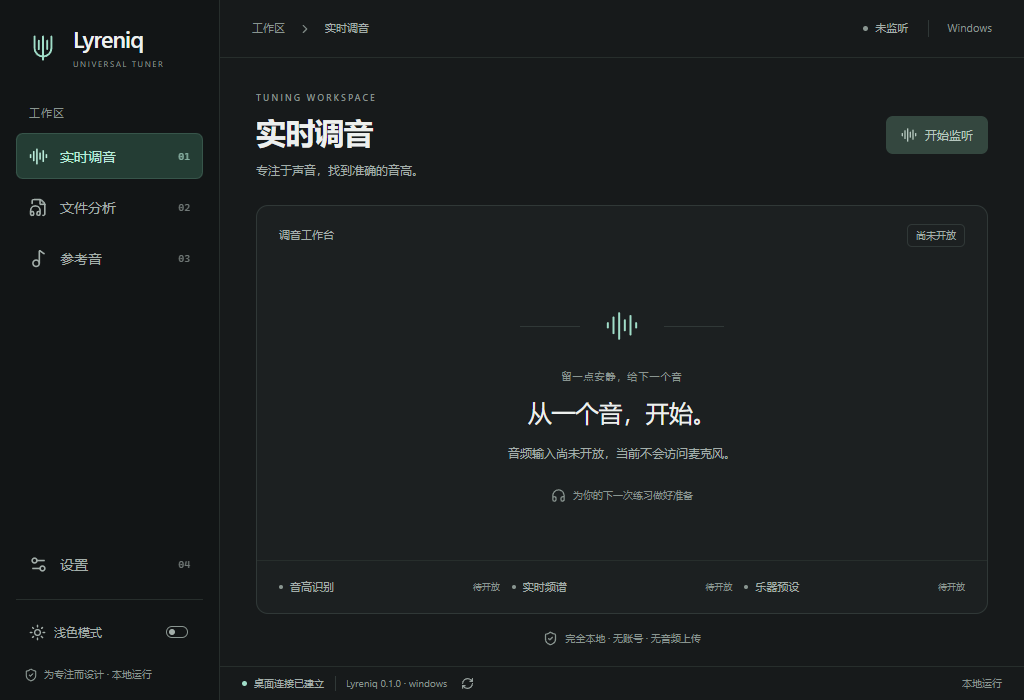 Lyreniq
UNIVERSAL TUNER
工作区
实时调音 01
文件分析 02
参考音 03
设置 04
浅色模式
为专注而设计 · 本地运行
工作区 > 实时调音
未监听
Windows
TUNING WORKSPACE
实时调音
专注于声音，找到准确的音高。
开始监听
调音工作台
尚未开放
留一点安静，给下一个音
从一个音，开始。
音频输入尚未开放，当前不会访问麦克风。
为你的下一次练习做好准备
音高识别 待开放
实时频谱 待开放
乐器预设 待开放
完全本地 · 无账号 · 无音频上传
桌面连接已建立
Lyreniq 0.1.0 · windows
本地运行